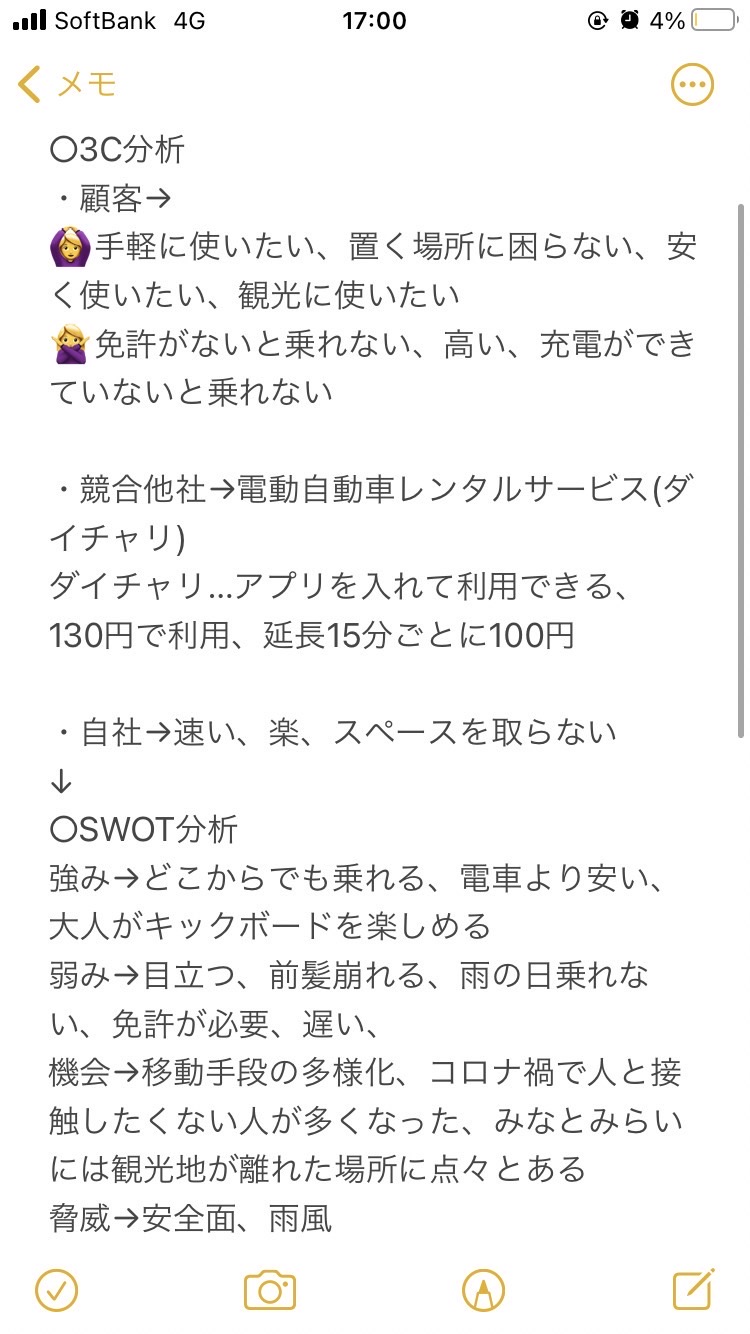 SoftBank 4G 17:00 4%
メモ
〇3C分析
・顧客→
🙆‍♀️手軽に使いたい、置く場所に困らない、安
く使いたい、観光に使いたい
🙅‍♀️免許がないと乗れない、高い、充電ができ
ていないと乗れない
・競合他社→電動自動車レンタルサービス(ダ
イチャリ)
ダイチャリ...アプリを入れて利用できる、
130円で利用、延長15分ごとに100円
・自社→速い、楽、スペースを取らない
↓
〇SWOT分析
強み→どこからでも乗れる、電車より安い、
大人がキックボードを楽しめる
弱み→目立つ、前髪崩れる、雨の日乗れな
い、免許が必要、遅い、
機会→移動手段の多様化、コロナ禍で人と接
触したくない人が多くなった、みなとみらい
には観光地が離れた場所に点々とある
脅威→安全面、雨風